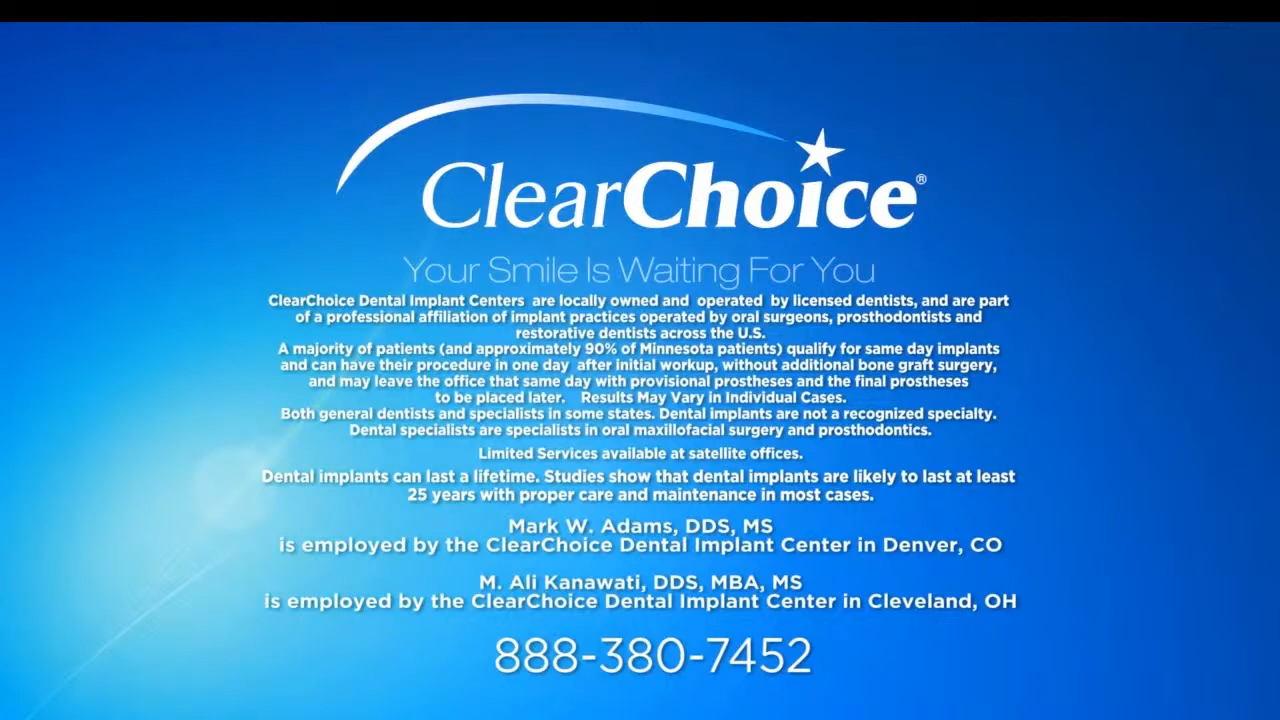 ClearChoice®
Your Smile Is Waiting For You
ClearChoice Dental Implant Centers are locally owned and operated by licensed dentists, and are part
of a professional affiliation of implant practices operated by oral surgeons, prosthodontists and
restorative dentists across the U.S.
A majority of patients (and approximately 90% of Minnesota patients) qualify for same day implants
and can have their procedure in one day after initial workup, without additional bone graft surgery,
and may leave the office that same day with provisional prostheses and the final prostheses
to be placed later. Results May Vary in Individual Cases.
Both general dentists and specialists in some states. Dental implants are not a recognized specialty.
Dental specialists are specialists in oral maxillofacial surgery and prosthodontics.
Limited Services available at satellite offices.
Dental implants can last a lifetime. Studies show that dental implants are likely to last at least
25 years with proper care and maintenance in most cases.
Mark W. Adams, DDS, MS
is employed by the ClearChoice Dental Implant Center in Denver, CO
M. Ali Kanawati, DDS, MBA, MS
is employed by the ClearChoice Dental Implant Center in Cleveland, OH
888-380-7452